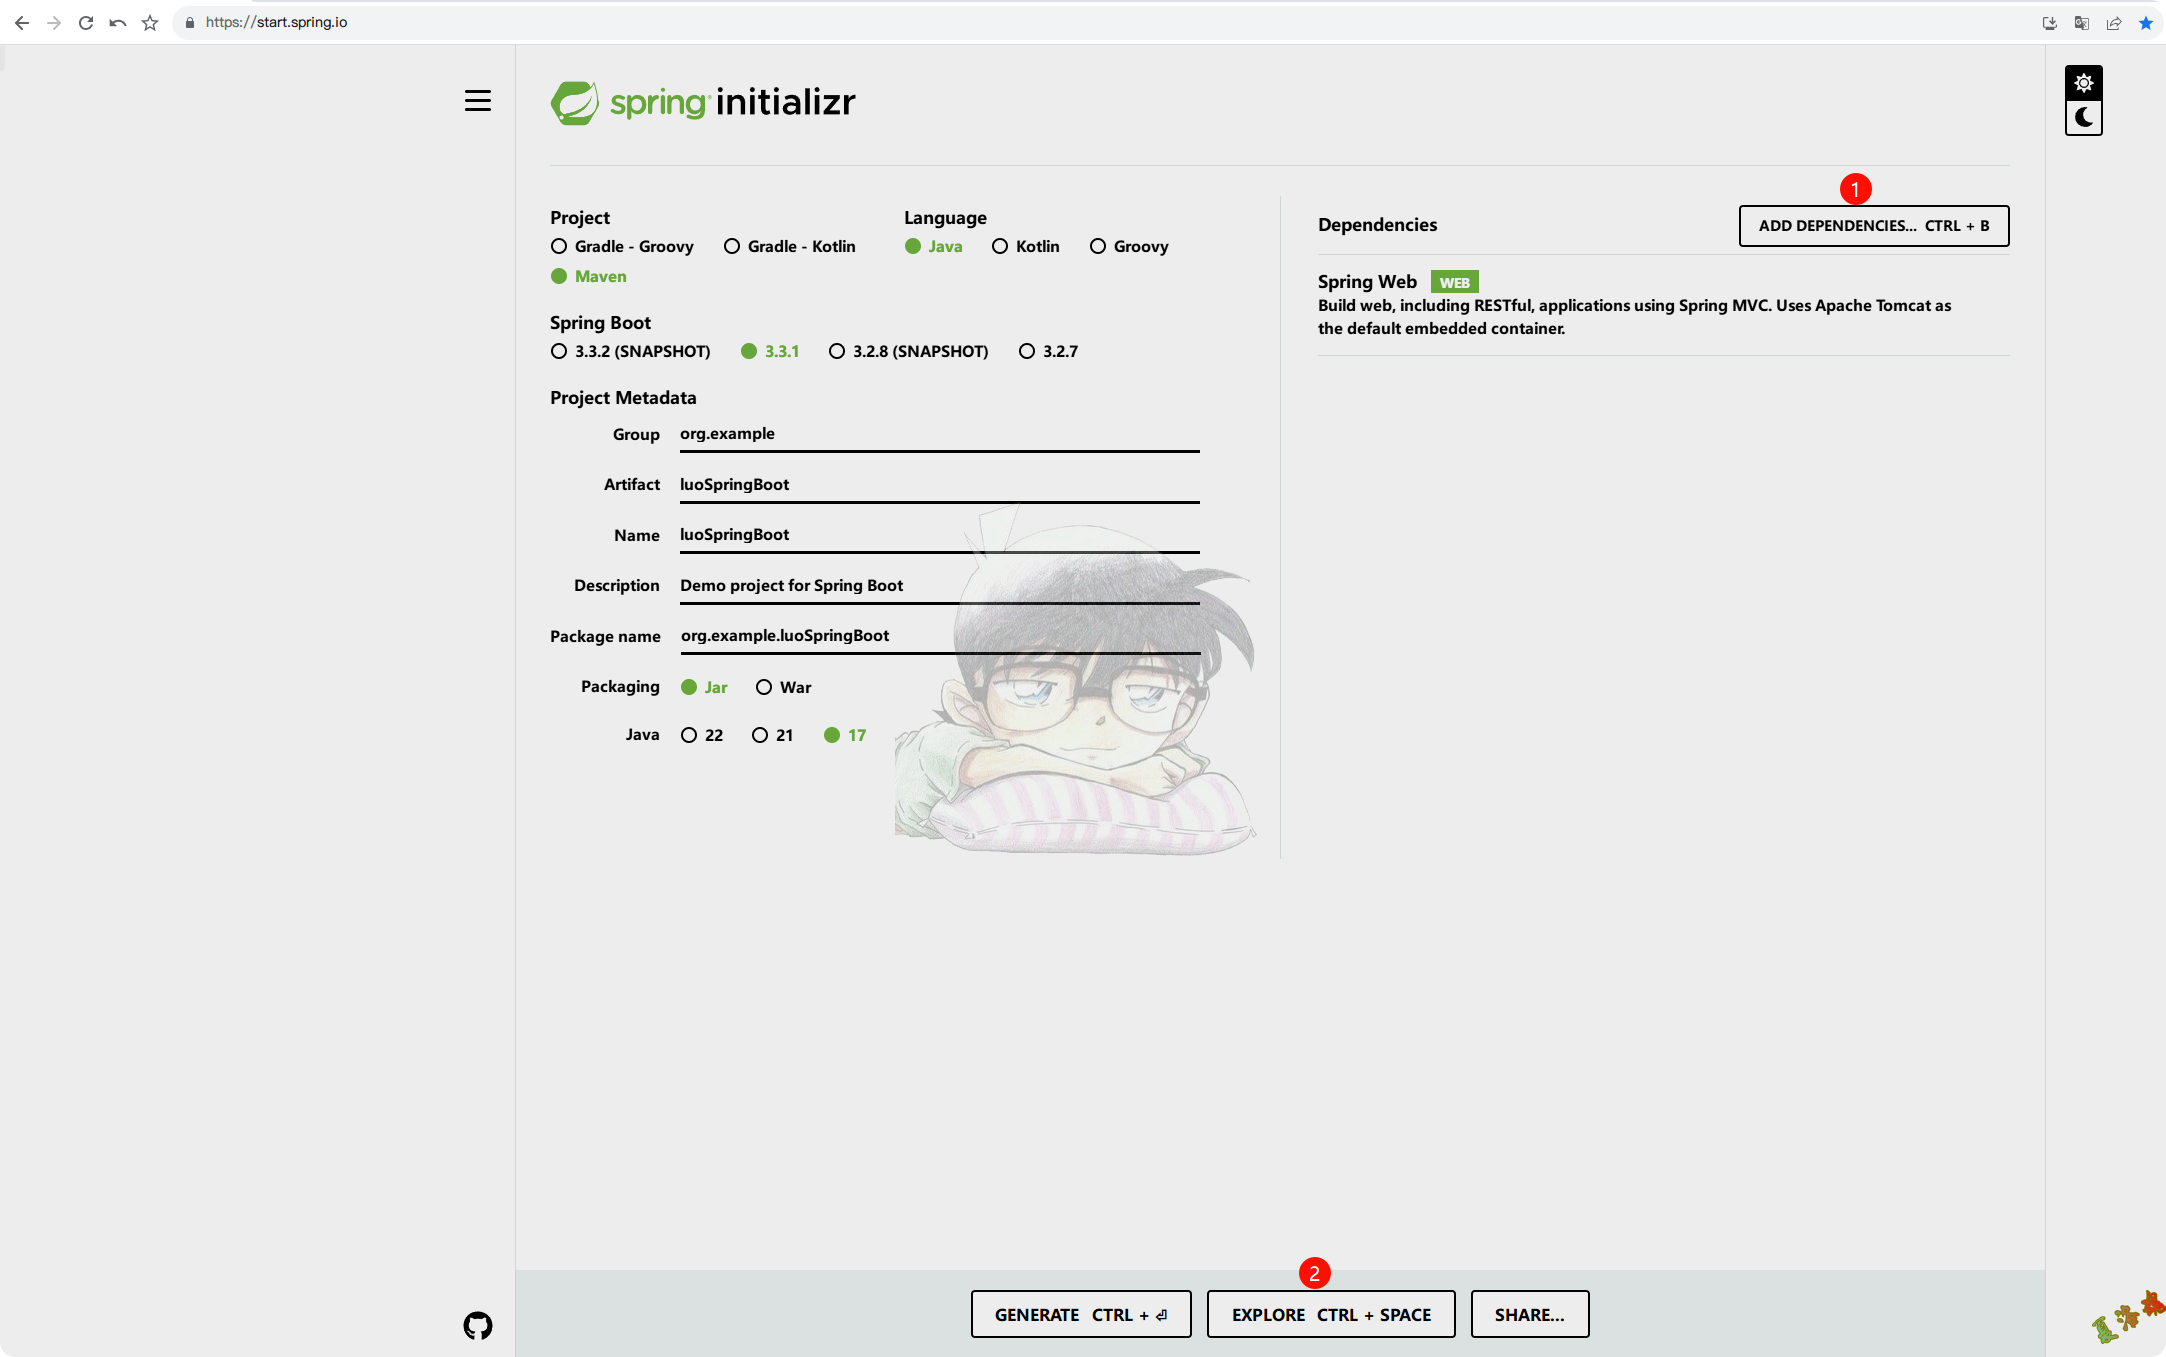 https://start.spring.io
spring initializr
Project
Gradle - Groovy Gradle - Kotlin
Maven
Language
Java Kotlin Groovy
Spring Boot
3.3.2 (SNAPSHOT) 3.3.1 3.2.8 (SNAPSHOT) 3.2.7
Project Metadata
Group org.example
Artifact luoSpringBoot
Name luoSpringBoot
Description Demo project for Spring Boot
Package name org.example.luoSpringBoot
Packaging Jar War
Java 22 21 17
1
Dependencies ADD DEPENDENCIES... CTRL + B
Spring Web WEB
Build web, including RESTful, applications using Spring MVC. Uses Apache Tomcat as
the default embedded container.
2
GENERATE CTRL + ⏎ EXPLORE CTRL + SPACE SHARE...